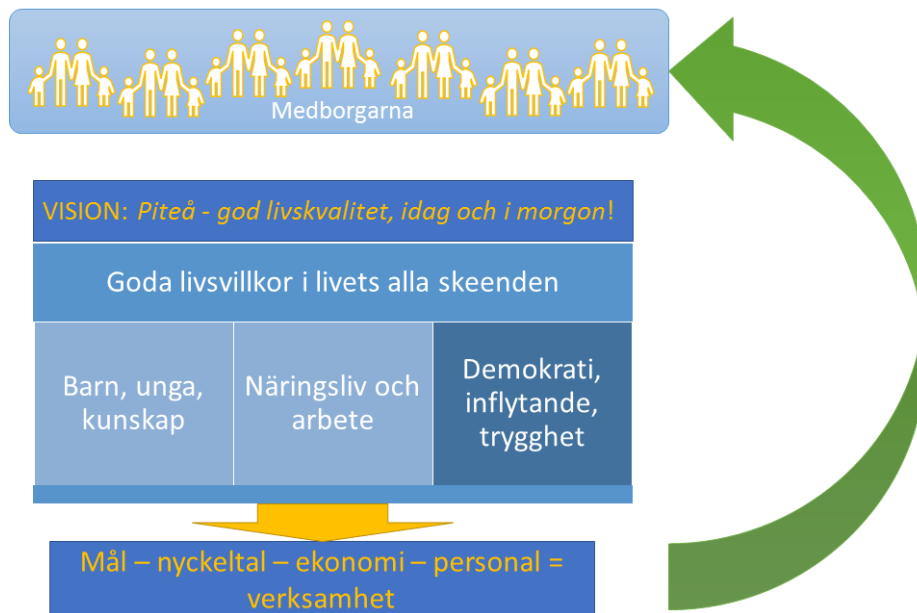 Medborgarna
VISION: Piteå - god livskvalitet, idag och i morgon!
Goda livsvillkor i livets alla skeenden
Barn, unga,
kunskap
Näringsliv och
arbete
Demokrati,
inflytande,
trygghet
Mål – nyckeltal – ekonomi – personal =
verksamhet